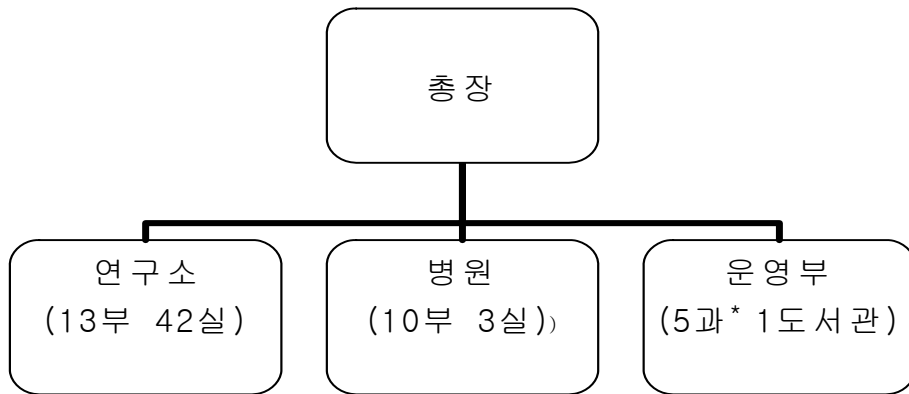 총장
연구소
(13부 42실)
병원
(10부 3실))
운영부
(5과* 1도서관)